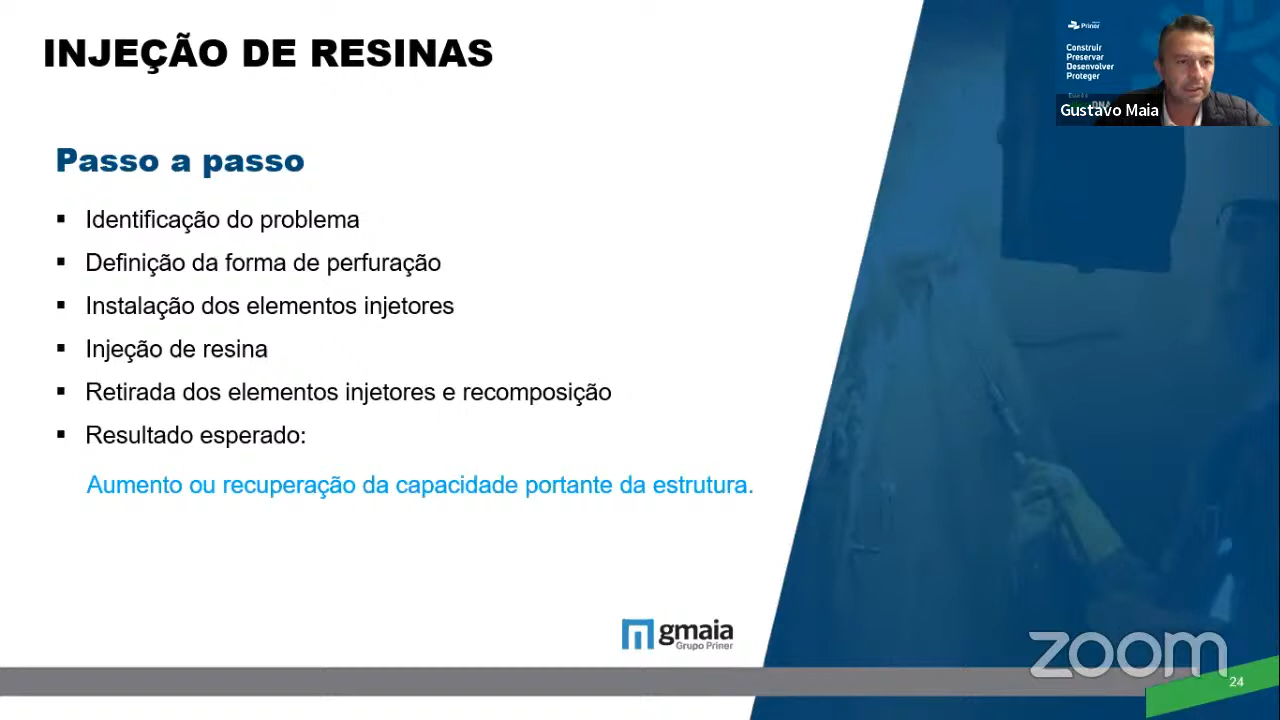 INJEÇÃO DE RESINAS
Passo a passo
▪ Identificação do problema
▪ Definição da forma de perfuração
▪ Instalação dos elementos injetores
▪ Injeção de resina
▪ Retirada dos elementos injetores e recomposição
▪ Resultado esperado:
Aumento ou recuperação da capacidade portante da estrutura.
gmaia
Grupo Priner
Priner
Construir
Preservar
Desenvolver
Proteger
Gustavo Maia
zoom
24